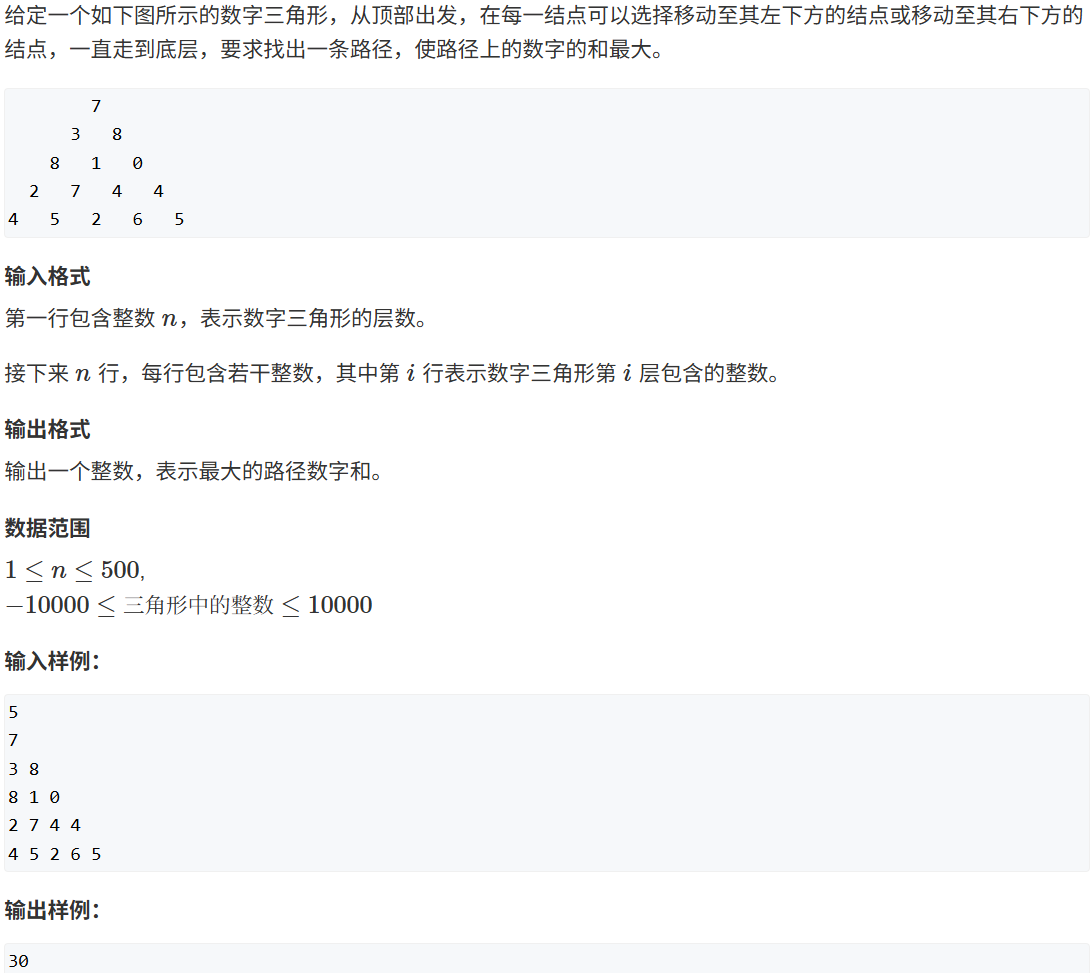 给定一个如下图所示的数字三角形，从顶部出发，在每一结点可以选择移动至其左下方的结点或移动至其右下方的
结点，一直走到底层，要求找出一条路径，使路径上的数字的和最大。
7
3 8
8 1 0
2 7 4 4
4 5 2 6 5
输入格式
第一行包含整数 n，表示数字三角形的层数。
接下来 n 行，每行包含若干整数，其中第 i 行表示数字三角形第 i 层包含的整数。
输出格式
输出一个整数，表示最大的路径数字和。
数据范围
1 ≤ n ≤ 500,
−10000 ≤ 三角形中的整数 ≤ 10000
输入样例：
5
7
3 8
8 1 0
2 7 4 4
4 5 2 6 5
输出样例：
30